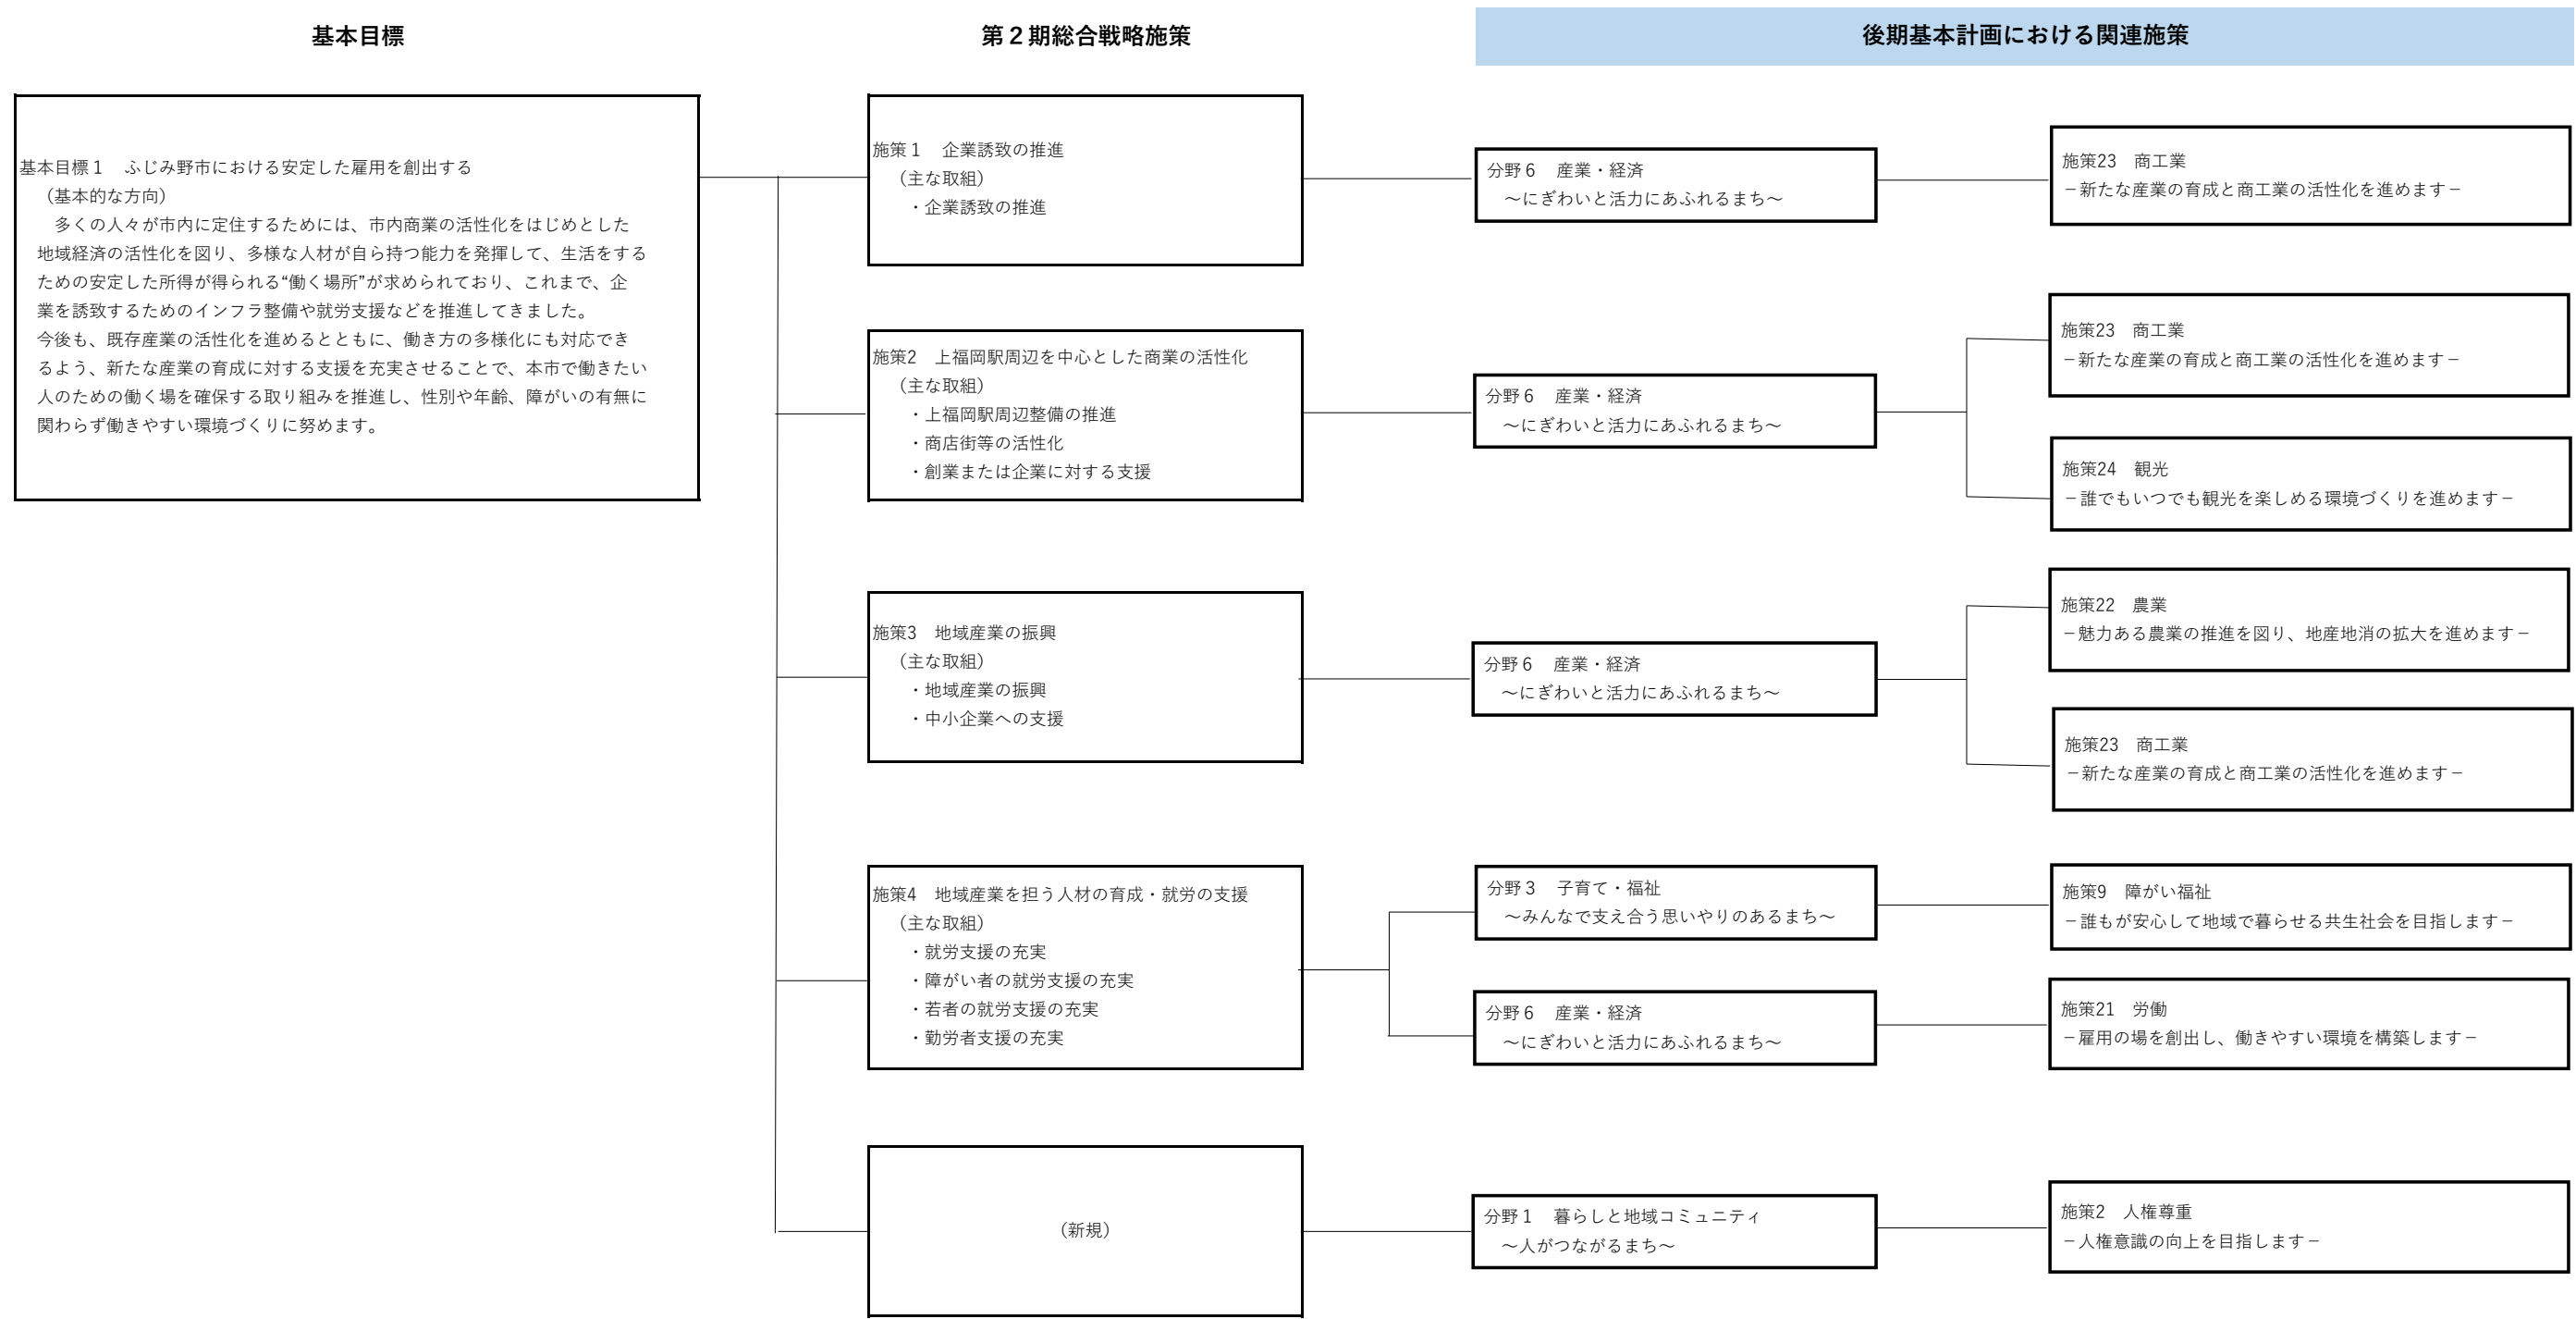 基本目標
第２期総合戦略施策
後期基本計画における関連施策
基本目標１　ふじみ野市における安定した雇用を創出する
（基本的な方向）
多くの人々が市内に定住するためには、市内商業の活性化をはじめとした
地域経済の活性化を図り、多様な人材が自ら持つ能力を発揮して、生活をする
ための安定した所得が得られる“働く場所”が求められており、これまで、企
業を誘致するためのインフラ整備や就労支援などを推進してきました。
今後も、既存産業の活性化を進めるとともに、働き方の多様化にも対応でき
るよう、新たな産業の育成に対する支援を充実させることで、本市で働きたい
人のための働く場を確保する取り組みを推進し、性別や年齢、障がいの有無に
関わらず働きやすい環境づくりに努めます。
施策１　企業誘致の推進
（主な取組）
・企業誘致の推進
分野６　産業・経済
～にぎわいと活力にあふれるまち～
施策23　商工業
－新たな産業の育成と商工業の活性化を進めます－
施策2　上福岡駅周辺を中心とした商業の活性化
（主な取組）
・上福岡駅周辺整備の推進
・商店街等の活性化
・創業または企業に対する支援
分野６　産業・経済
～にぎわいと活力にあふれるまち～
施策23　商工業
－新たな産業の育成と商工業の活性化を進めます－
施策24　観光
－誰でもいつでも観光を楽しめる環境づくりを進めます－
施策3　地域産業の振興
（主な取組）
・地域産業の振興
・中小企業への支援
分野６　産業・経済
～にぎわいと活力にあふれるまち～
施策22　農業
－魅力ある農業の推進を図り、地産地消の拡大を進めます－
施策23　商工業
－新たな産業の育成と商工業の活性化を進めます－
施策4　地域産業を担う人材の育成・就労の支援
（主な取組）
・就労支援の充実
・障がい者の就労支援の充実
・若者の就労支援の充実
・勤労者支援の充実
分野３　子育て・福祉
～みんなで支え合う思いやりのあるまち～
施策9　障がい福祉
－誰もが安心して地域で暮らせる共生社会を目指します－
分野６　産業・経済
～にぎわいと活力にあふれるまち～
施策21　労働
－雇用の場を創出し、働きやすい環境を構築します－
（新規）
分野１　暮らしと地域コミュニティ
～人がつながるまち～
施策2　人権尊重
－人権意識の向上を目指します－